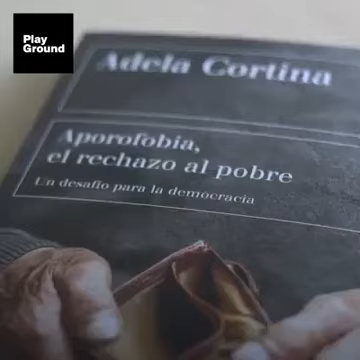 Play
Ground
Adela Cortina
Aporofobia,
el rechazo al pobre
Un desafío para la democracia